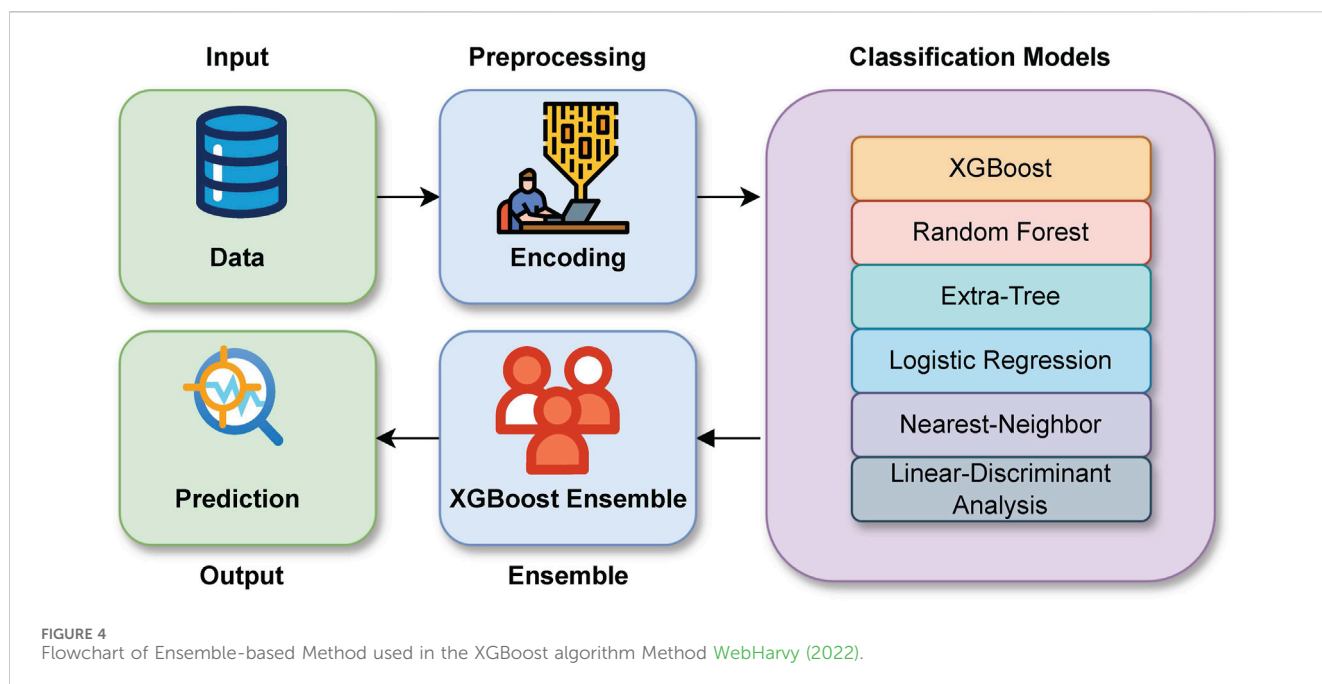 Input
Preprocessing
Classification Models
Data
Encoding
XGBoost
Random Forest
Extra-Tree
Logistic Regression
Nearest-Neighbor
Linear-Discriminant
Analysis
Prediction
XGBoost Ensemble
Output
Ensemble
FIGURE 4
Flowchart of Ensemble-based Method used in the XGBoost algorithm Method WebHarvy (2022).